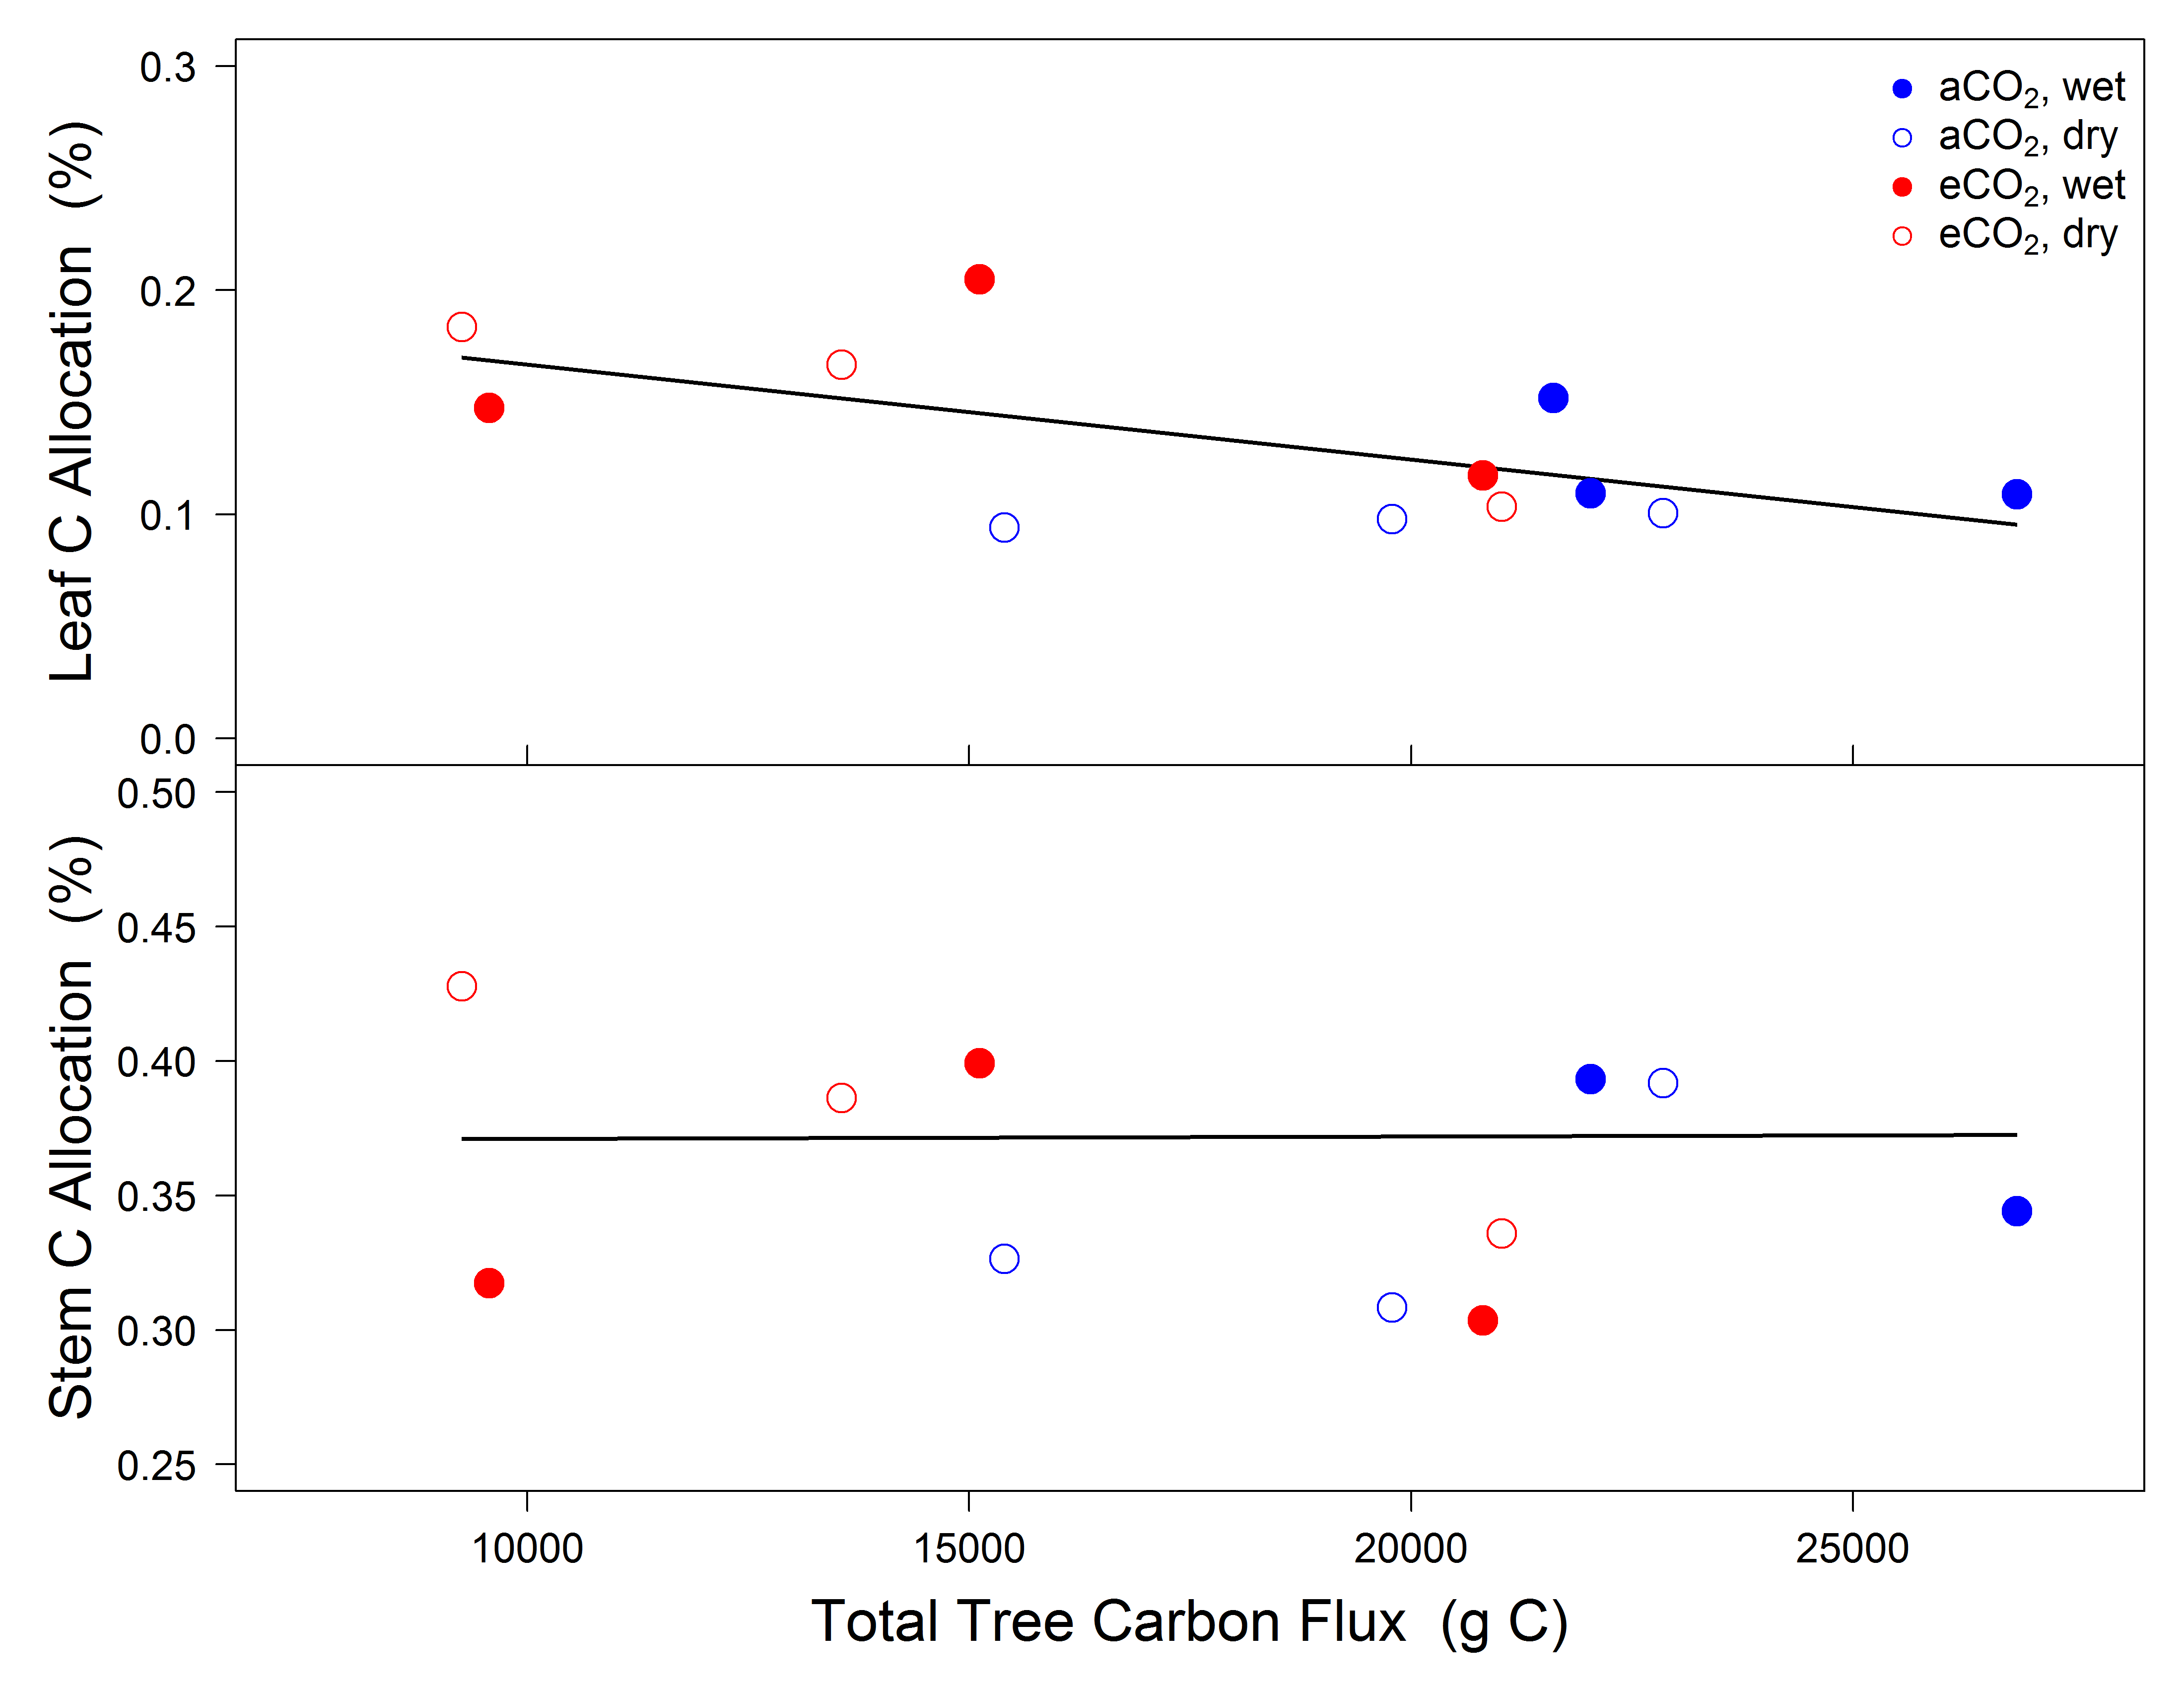 Leaf C Allocation (%)
0.3
0.2
0.1
0.0
aCO₂, wet
aCO₂, dry
eCO₂, wet
eCO₂, dry
Stem C Allocation (%)
0.50
0.45
0.40
0.35
0.30
0.25
10000 15000 20000 25000
Total Tree Carbon Flux (g C)